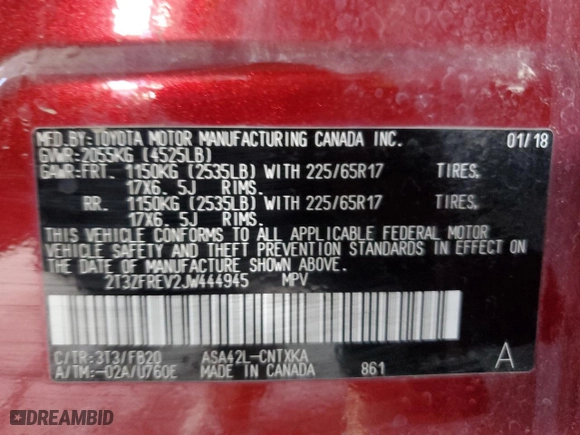 MFD.BY:TOYOTA MOTOR MANUFACTURING CANADA INC. 01/18
GVWR:2055KG (4525LB)
GAWR:FRT. 1150KG (2535LB) WITH 225/65R17 TIRES,
17X6. 5J RIMS.
RR. 1150KG (2535LB) WITH 225/65R17 TIRES,
17X6. 5J RIMS.
THIS VEHICLE CONFORMS TO ALL APPLICABLE FEDERAL MOTOR
VEHICLE SAFETY AND THEFT PREVENTION STANDARDS IN EFFECT ON
THE DATE OF MANUFACTURE SHOWN ABOVE.
2T3ZFREV2JW444945 MPV
C/TR:3T3/FB20 ASA42L-CNTXKA
A/TM:-02A/U760E MADE IN CANADA 861 A
DREAMBID